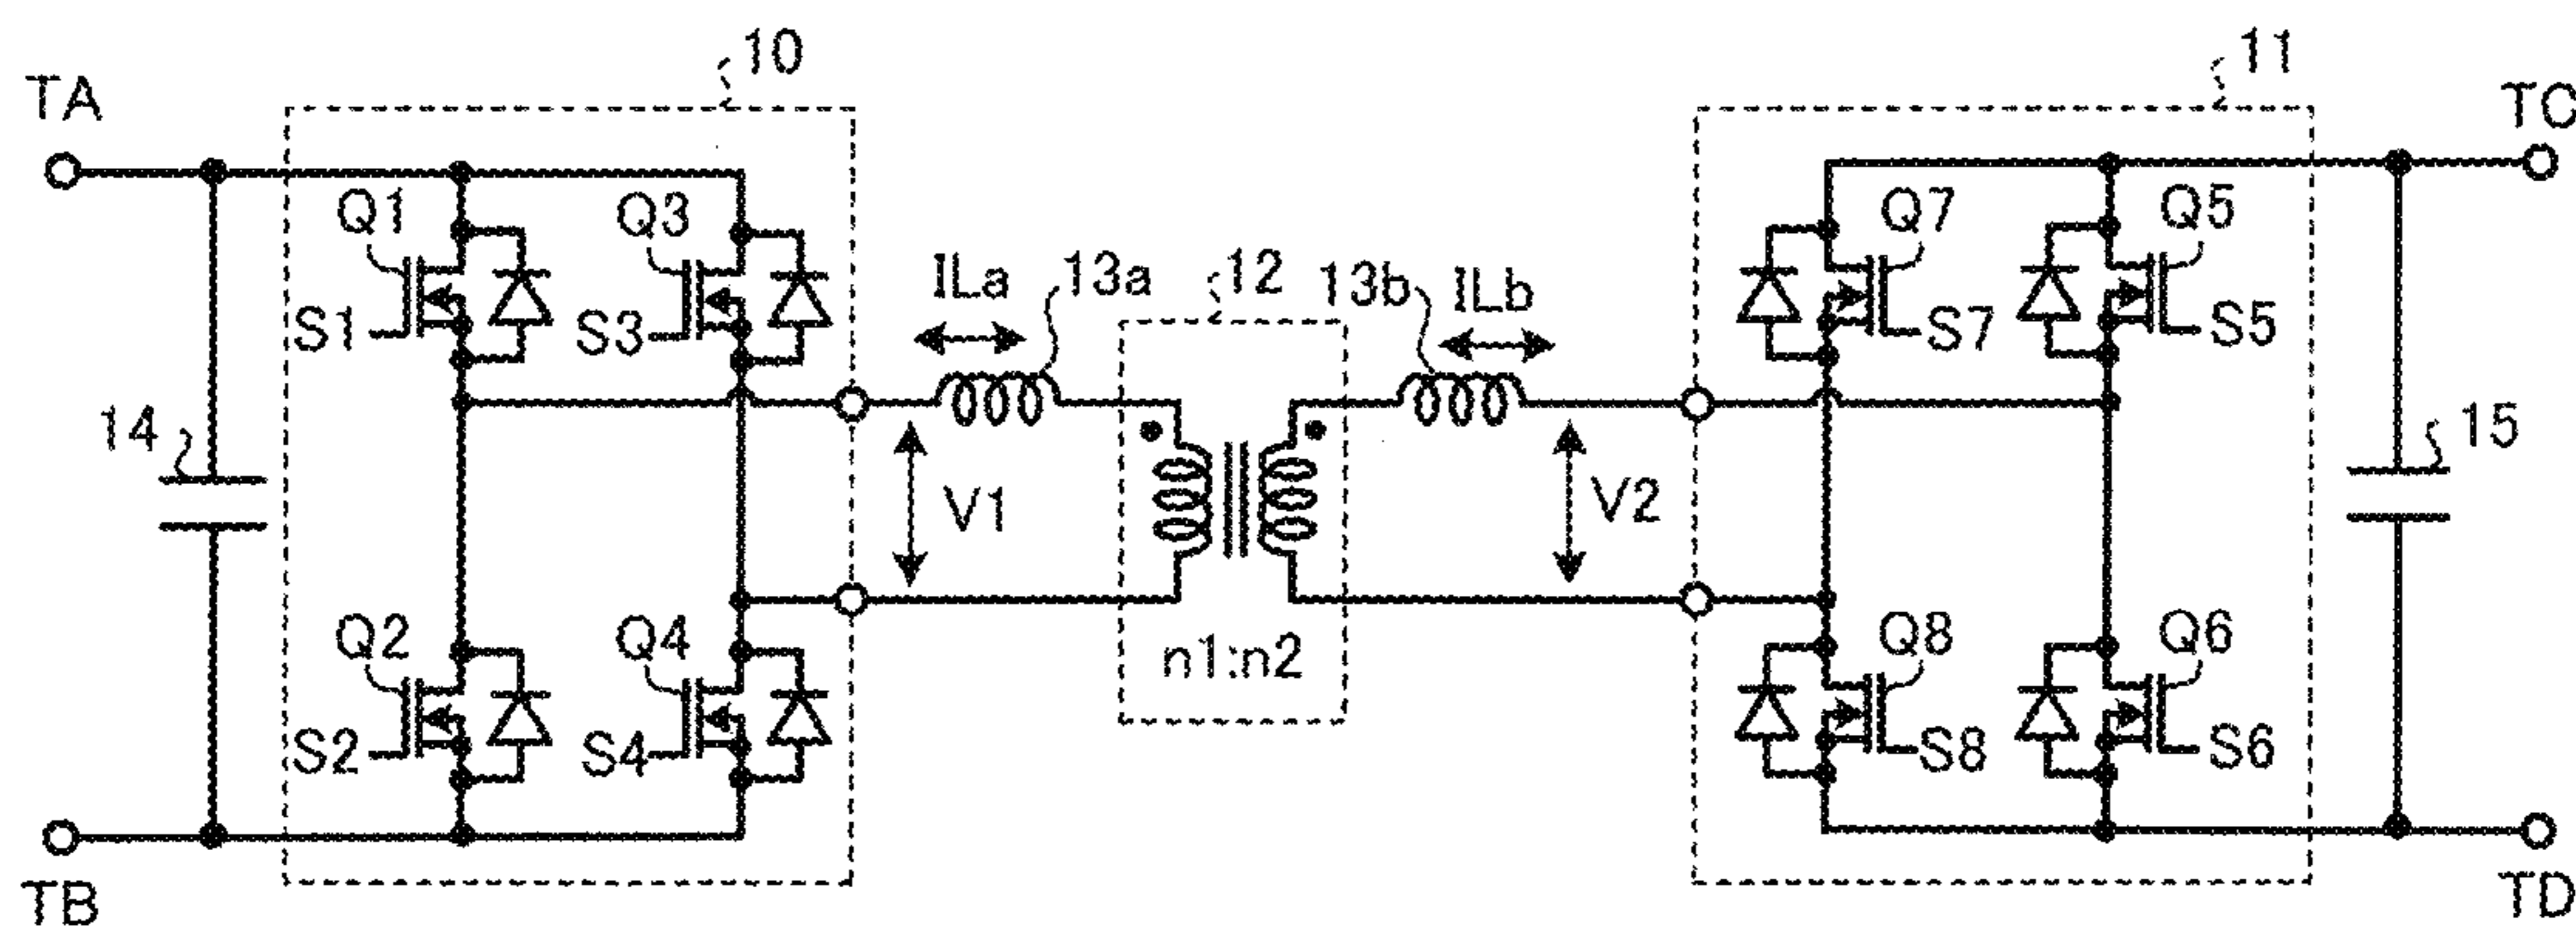 10
11
TA
TC
Q1
Q3
Q7
Q5
ILa
13a
12
13b
ILb
S1
S3
S7
S5
14
15
V1
V2
Q2
Q4
n1:n2
Q8
Q6
S2
S4
S8
S6
TB
TD